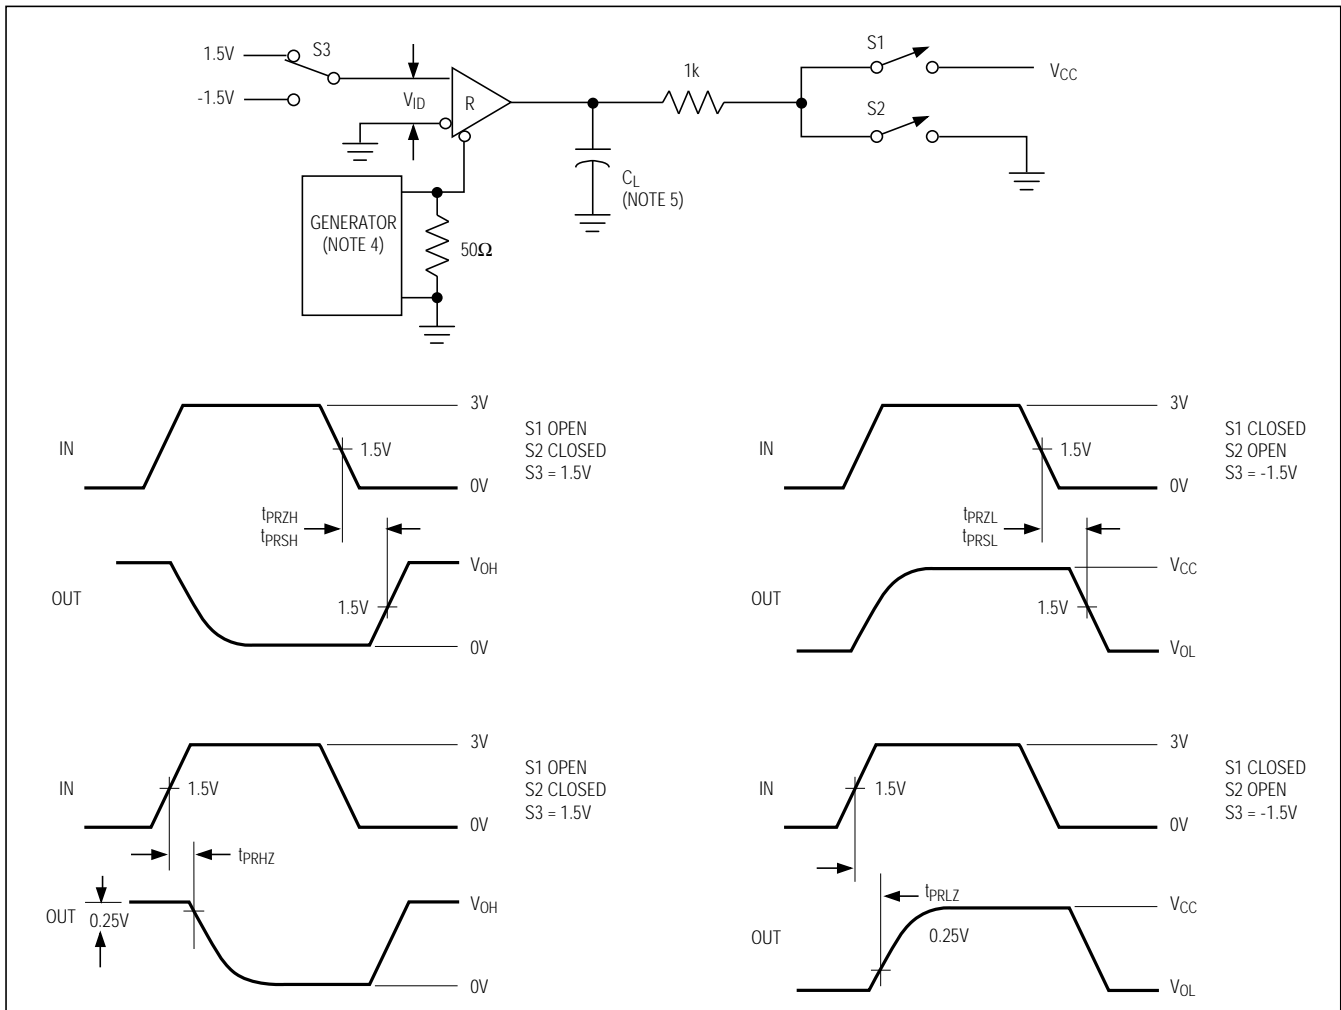 1.5V
S3
-1.5V
V_ID
R
1k
S1
V_CC
S2
C_L
(NOTE 5)
GENERATOR
(NOTE 4)
50Ω
IN
3V
1.5V
0V
S1 OPEN
S2 CLOSED
S3 = 1.5V
t_PRZH
t_PRSH
OUT
V_OH
1.5V
0V
IN
3V
1.5V
0V
S1 CLOSED
S2 OPEN
S3 = -1.5V
t_PRZL
t_PRSL
OUT
V_CC
1.5V
V_OL
IN
3V
1.5V
0V
S1 OPEN
S2 CLOSED
S3 = 1.5V
t_PRHZ
OUT
0.25V
V_OH
0V
IN
3V
1.5V
0V
S1 CLOSED
S2 OPEN
S3 = -1.5V
t_PRLZ
OUT
V_CC
0.25V
V_OL